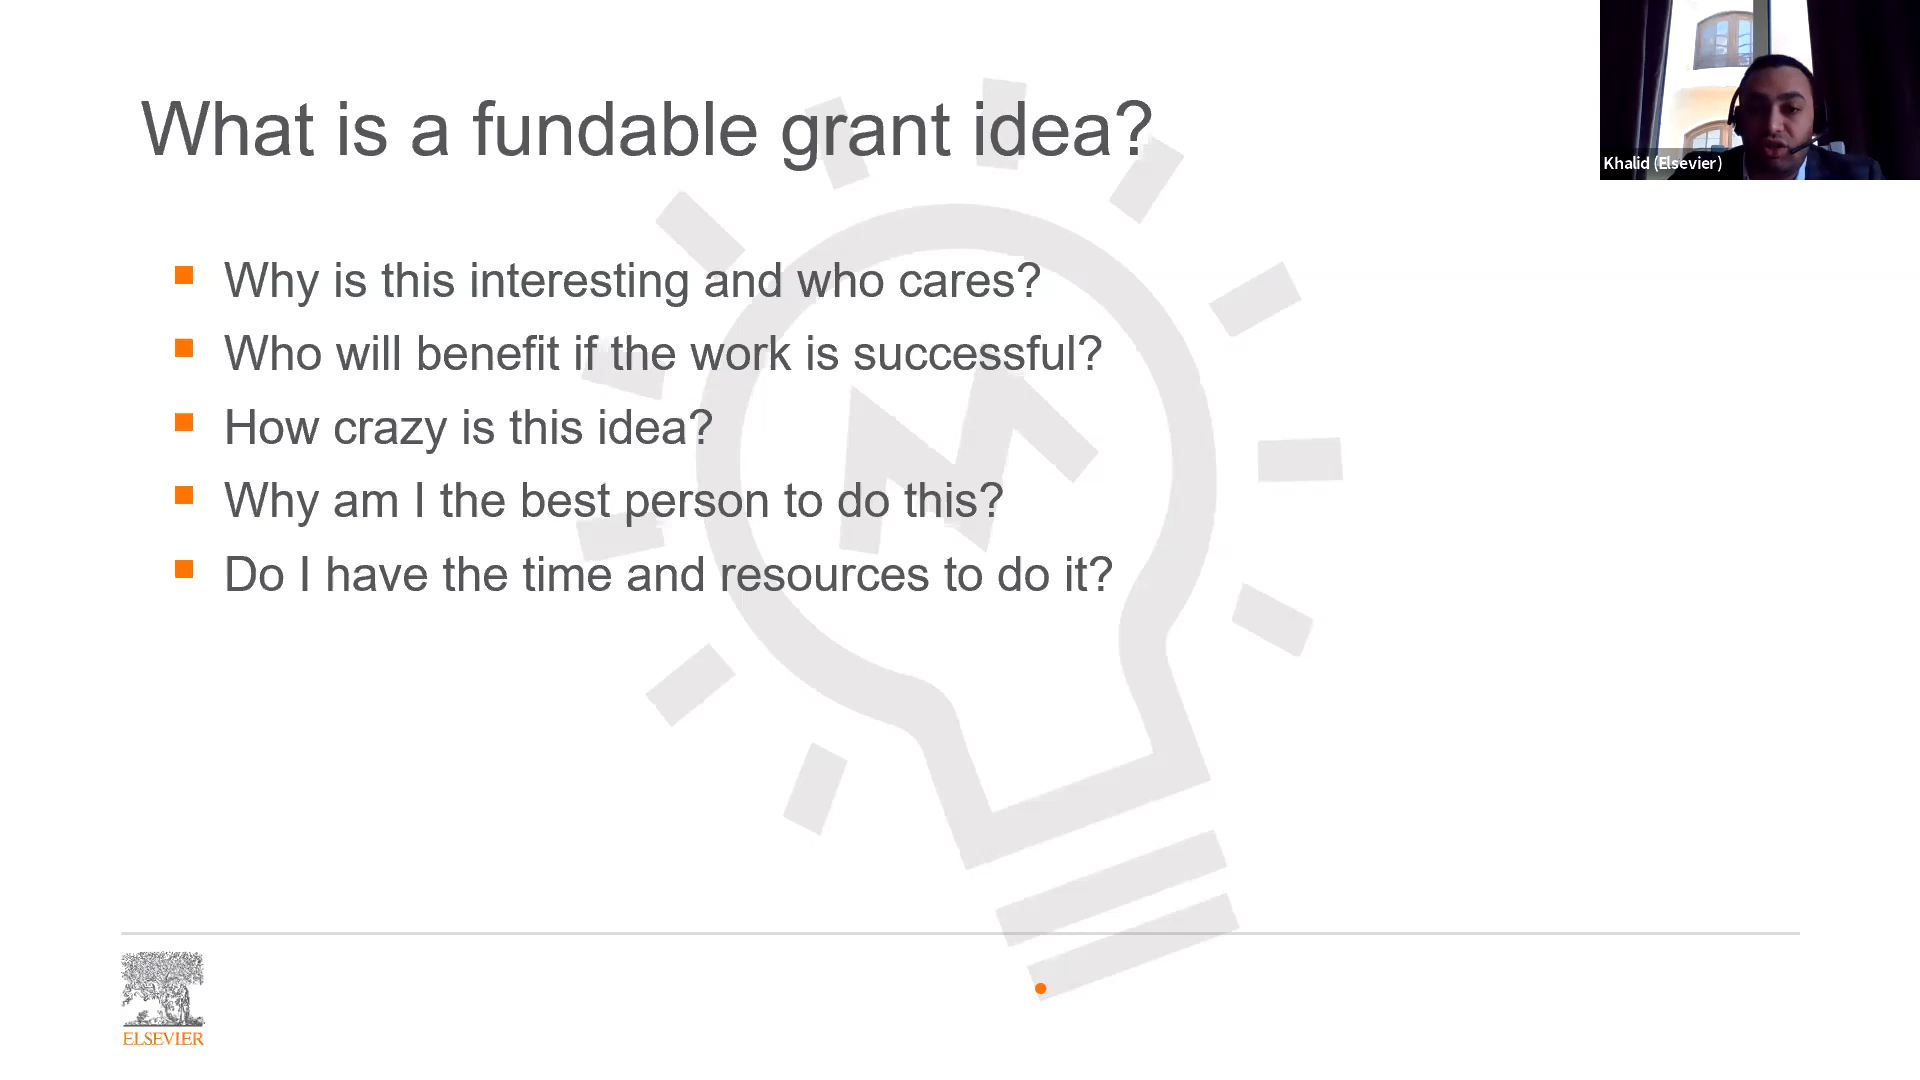 What is a fundable grant idea?
Khalid (Elsevier)
Why is this interesting and who cares?
Who will benefit if the work is successful?
How crazy is this idea?
Why am I the best person to do this?
Do I have the time and resources to do it?
ELSEVIER